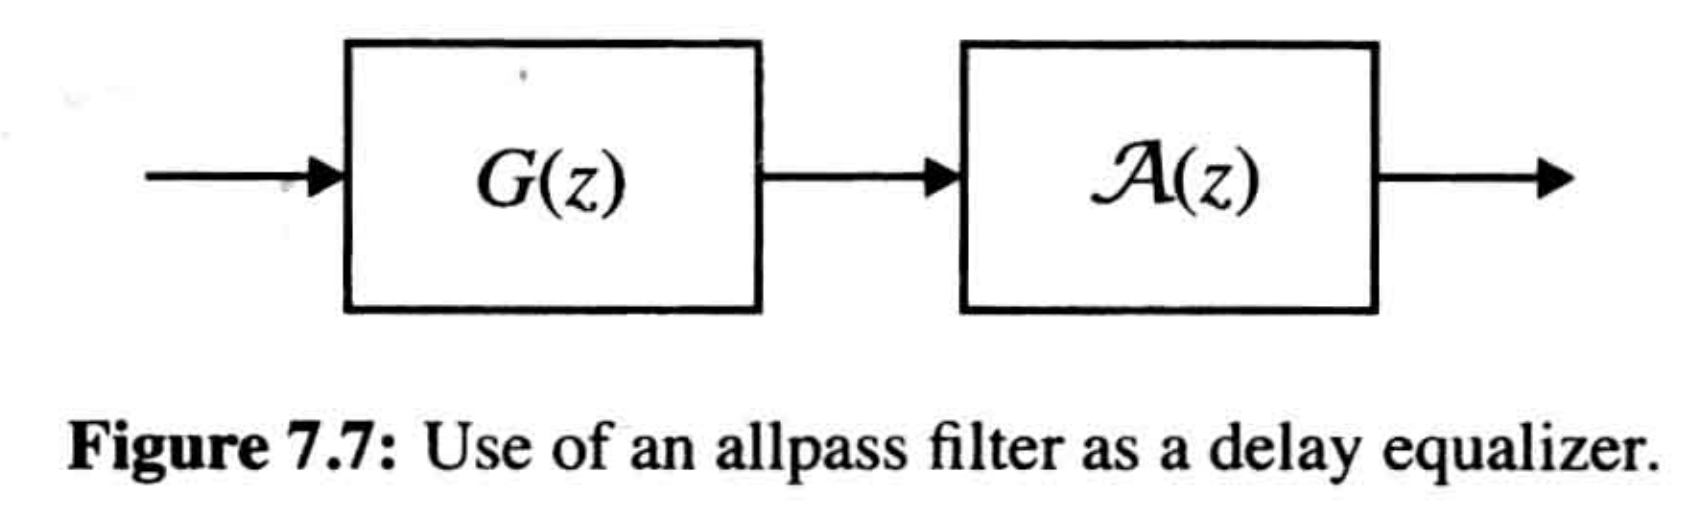 G(z)
𝒜(z)
Figure 7.7: Use of an allpass filter as a delay equalizer.